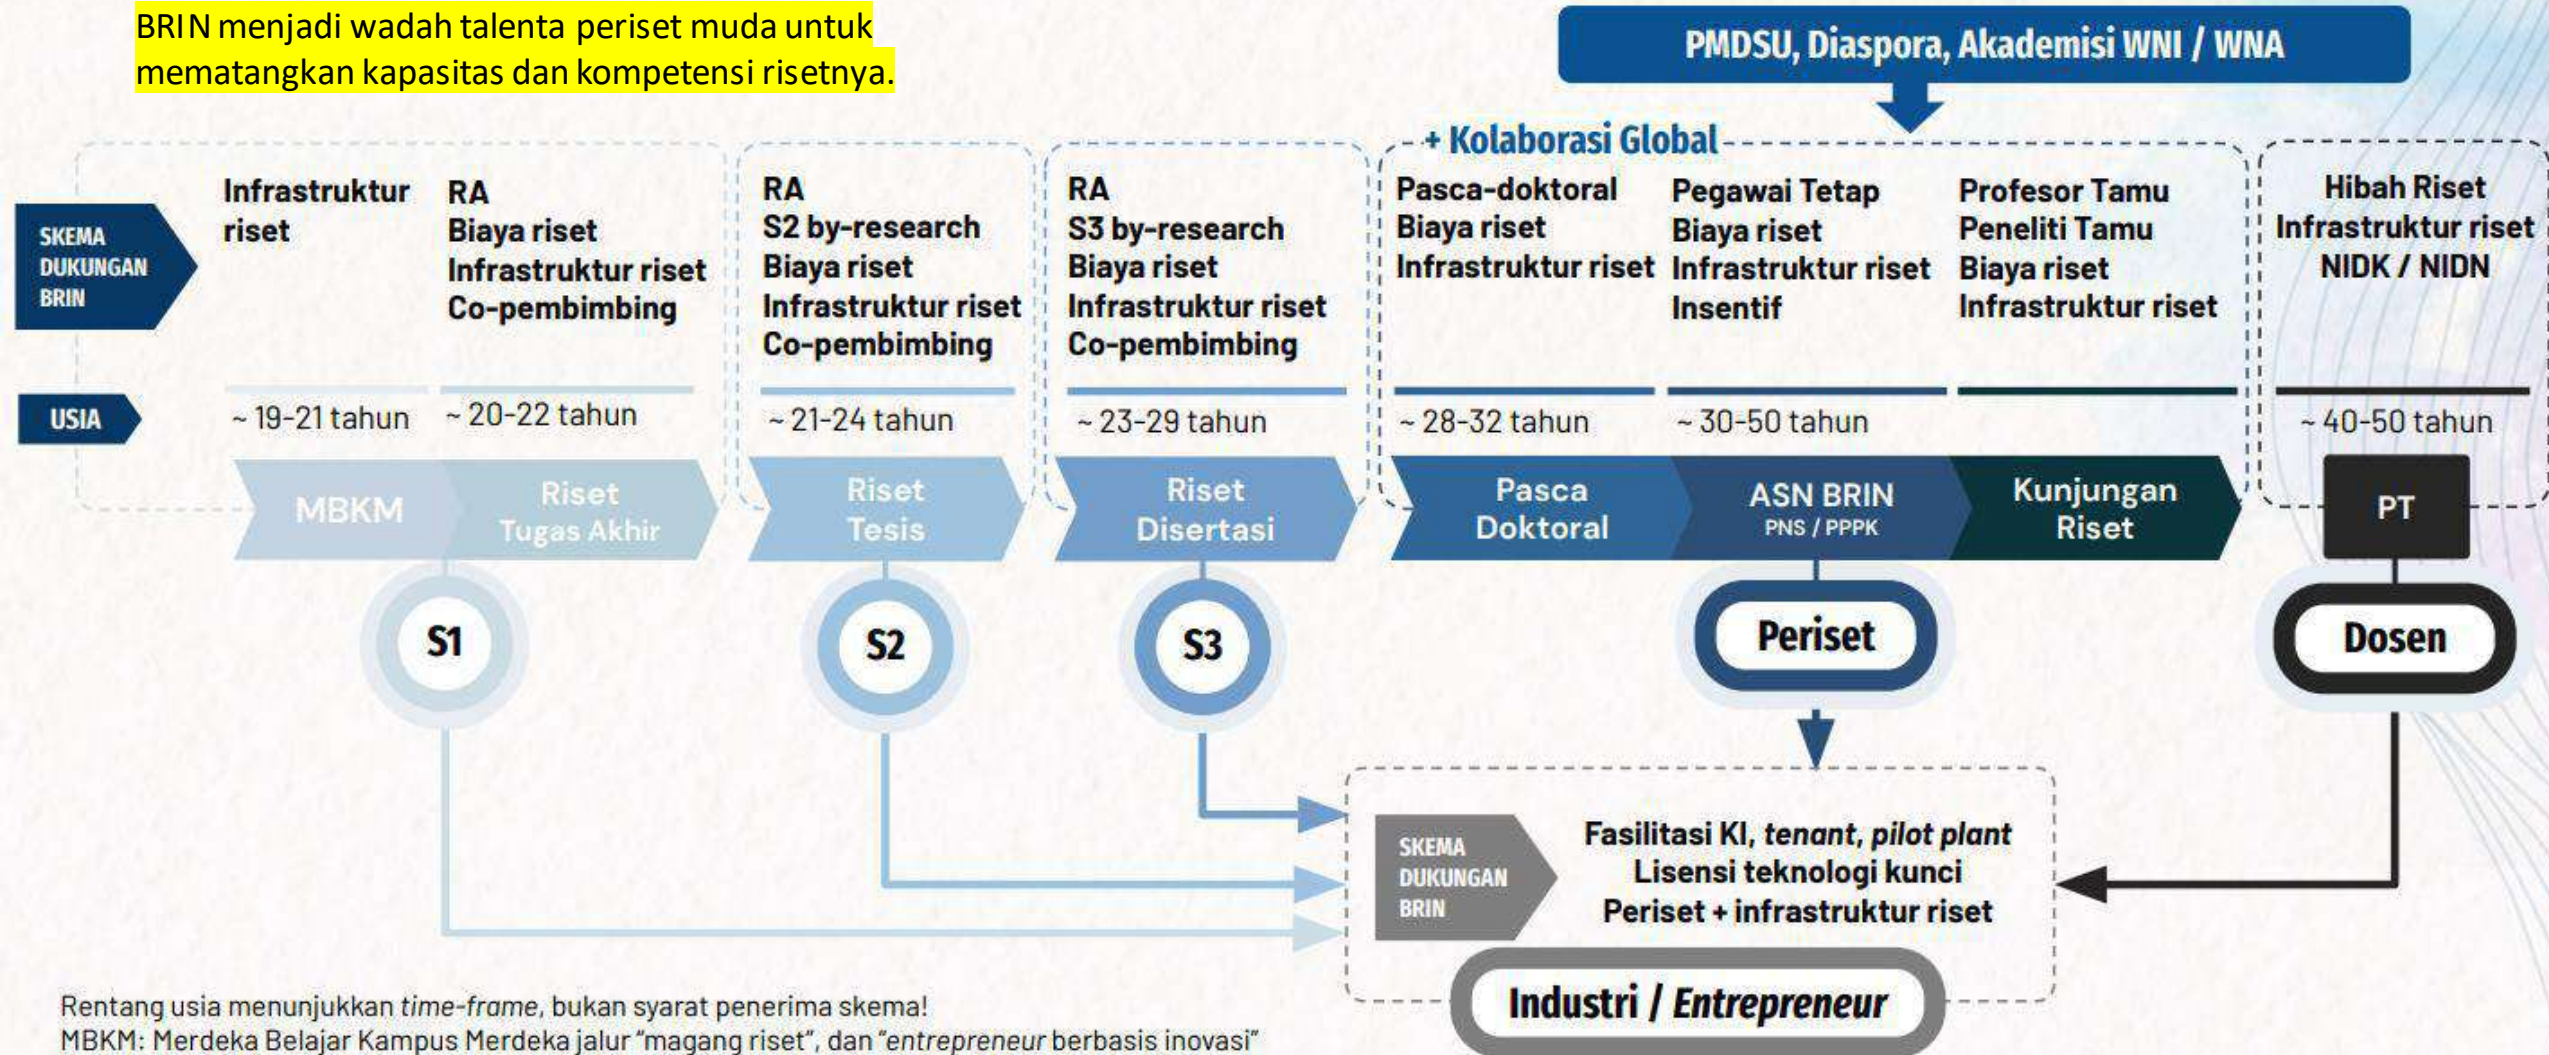 BRIN menjadi wadah talenta periset muda untuk
mematangkan kapasitas dan kompetensi risetnya.
PMDSU, Diaspora, Akademisi WNI / WNA
+ Kolaborasi Global
SKEMA
DUKUNGAN
BRIN
Infrastruktur
riset
RA
Biaya riset
Infrastruktur riset
Co-pembimbing
RA
S2 by-research
Biaya riset
Infrastruktur riset
Co-pembimbing
RA
S3 by-research
Biaya riset
Infrastruktur riset
Co-pembimbing
Pasca-doktoral
Biaya riset
Infrastruktur riset
Pegawai Tetap
Biaya riset
Infrastruktur riset
Insentif
Profesor Tamu
Peneliti Tamu
Biaya riset
Infrastruktur riset
Hibah Riset
Infrastruktur riset
NIDK / NIDN
USIA
~ 19-21 tahun
~ 20-22 tahun
~ 21-24 tahun
~ 23-29 tahun
~ 28-32 tahun
~ 30-50 tahun
~ 40-50 tahun
MBKM
Riset
Tugas Akhir
Riset
Tesis
Riset
Disertasi
Pasca
Doktoral
ASN BRIN
PNS / PPPK
Kunjungan
Riset
PT
S1
S2
S3
Periset
Dosen
SKEMA
DUKUNGAN
BRIN
Fasilitasi KI, tenant, pilot plant
Lisensi teknologi kunci
Periset + infrastruktur riset
Industri / Entrepreneur
Rentang usia menunjukkan time-frame, bukan syarat penerima skema!
MBKM: Merdeka Belajar Kampus Merdeka jalur "magang riset", dan "entrepreneur berbasis inovasi"